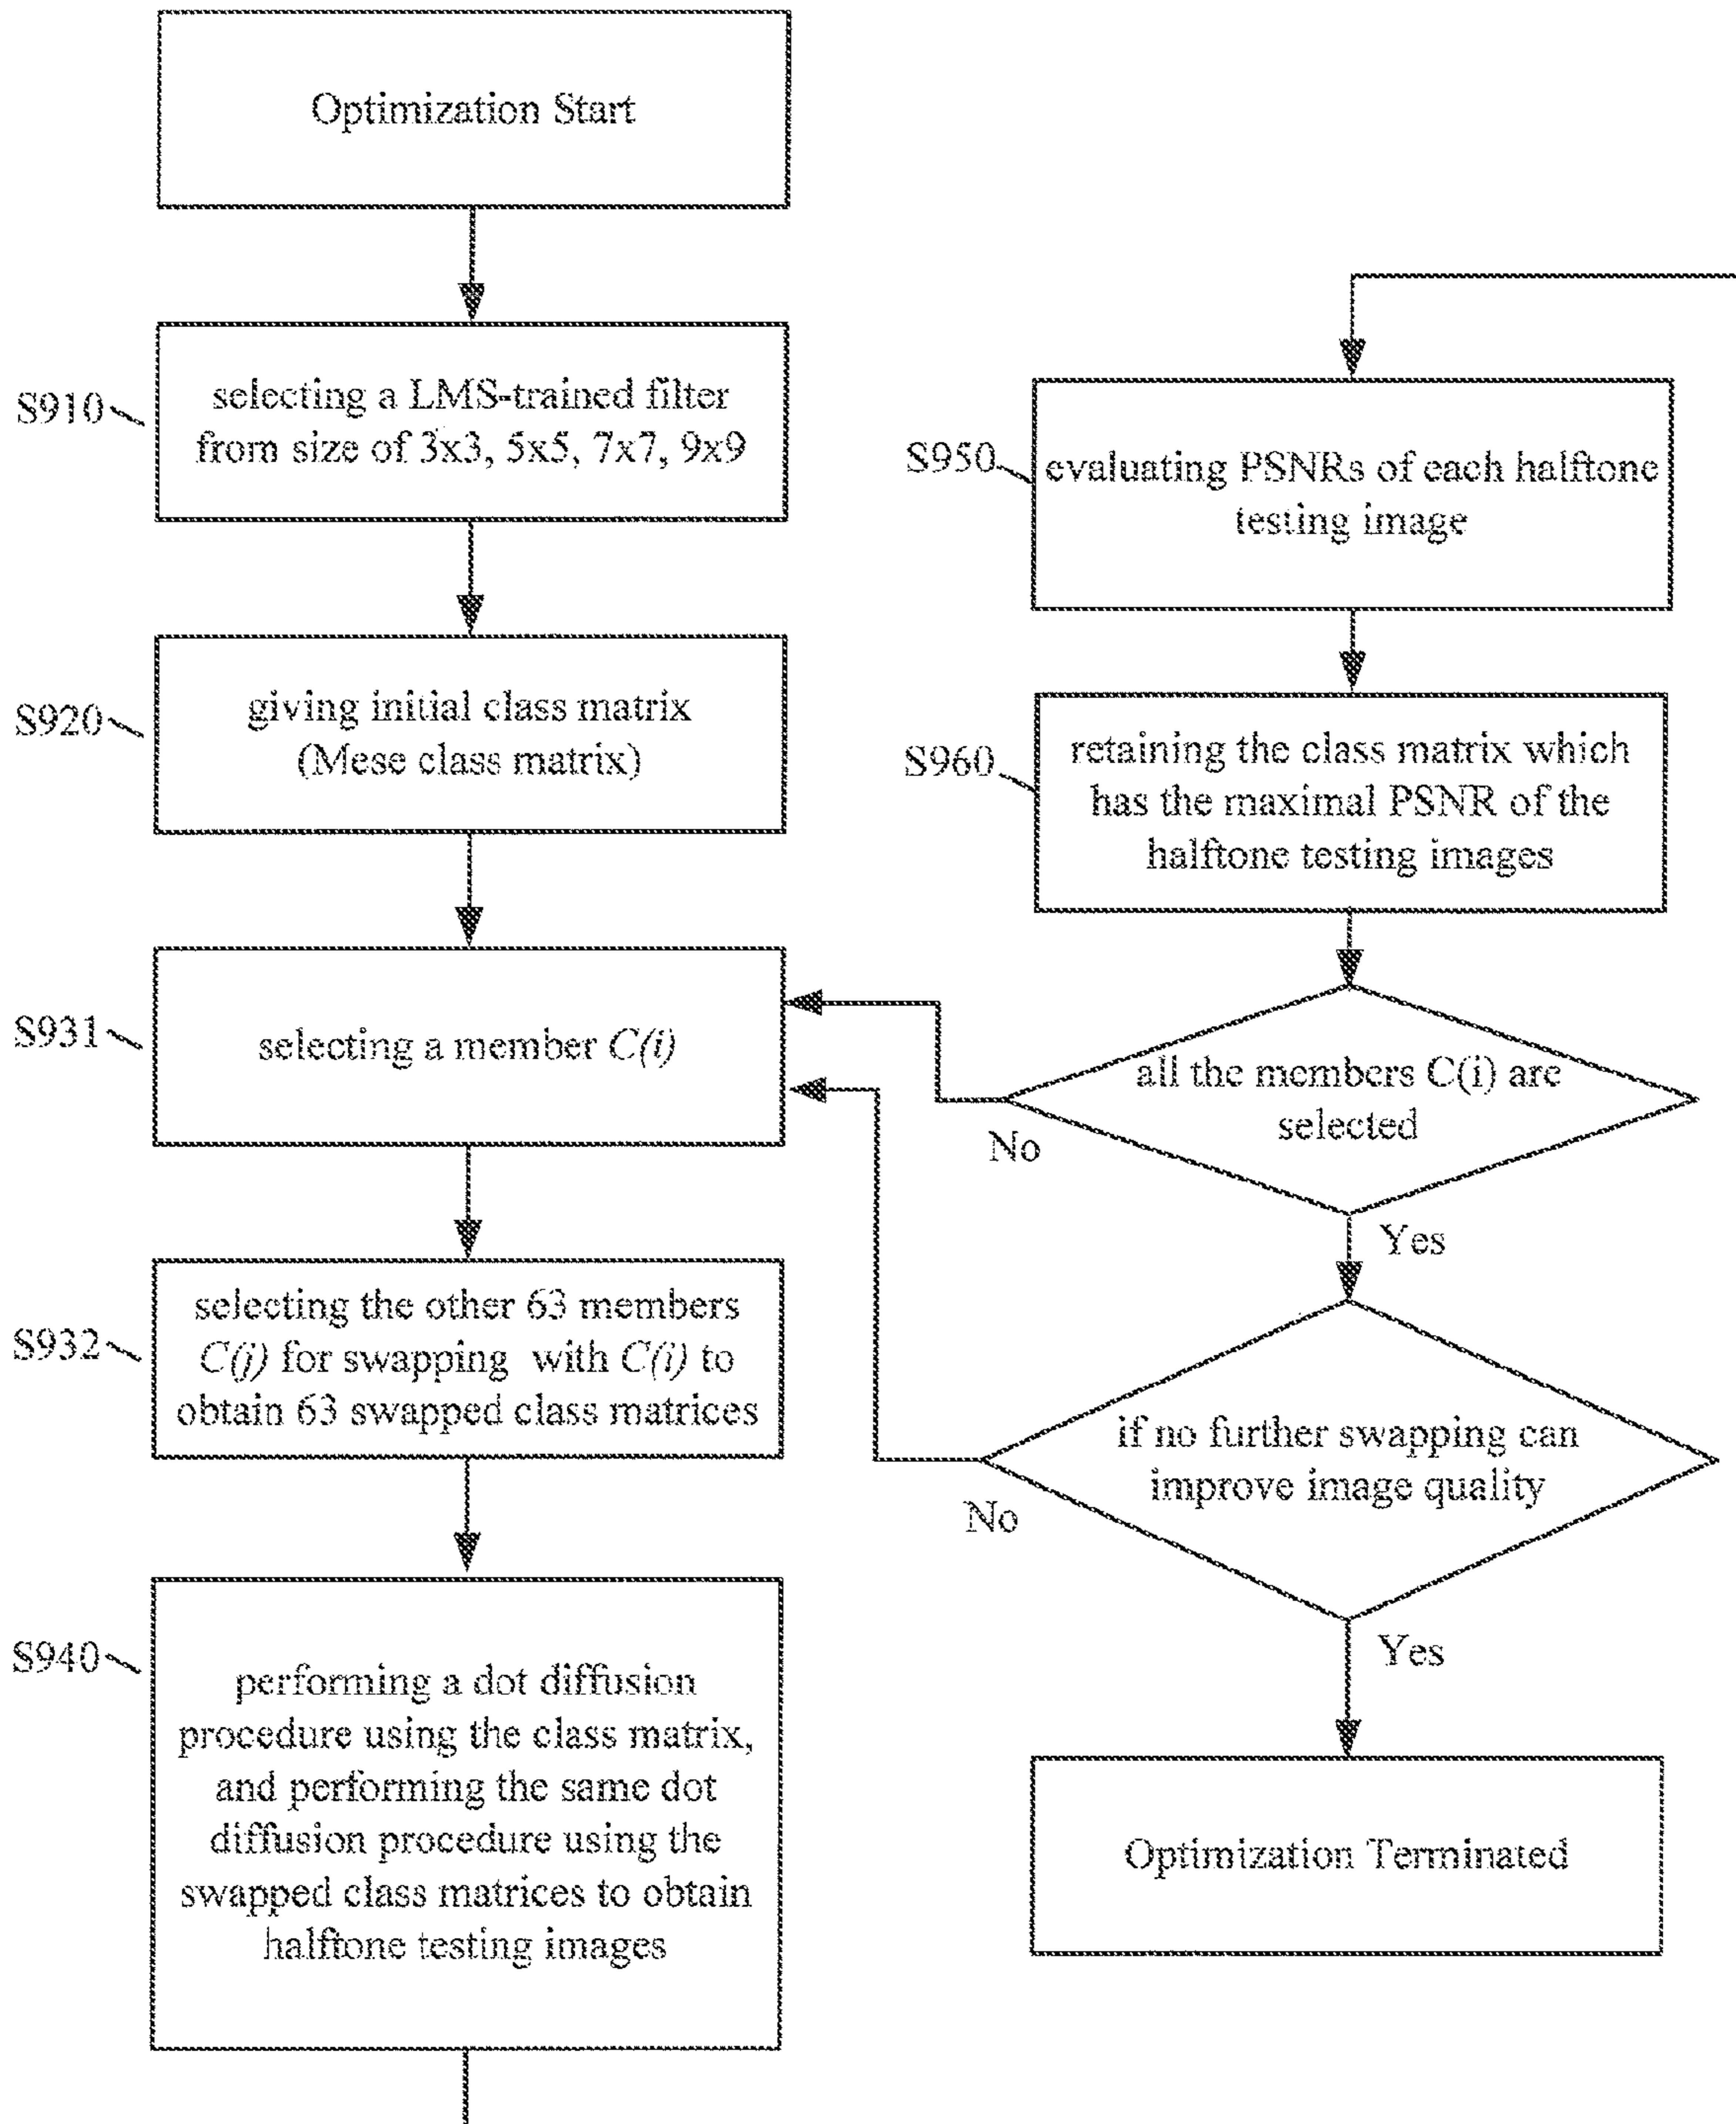 Optimization Start
S910
selecting a LMS-trained filter
from size of 3x3, 5x5, 7x7, 9x9
S920
giving initial class matrix
(Mese class matrix)
S931
selecting a member C(i)
S932
selecting the other 63 members
C(j) for swapping with C(i) to
obtain 63 swapped class matrices
S940
performing a dot diffusion
procedure using the class matrix,
and performing the same dot
diffusion procedure using the
swapped class matrices to obtain
halftone testing images
S950
evaluating PSNRs of each halftone
testing image
S960
retaining the class matrix which
has the maximal PSNR of the
halftone testing images
all the members C(i) are
selected
No
Yes
if no further swapping can
improve image quality
No
Yes
Optimization Terminated